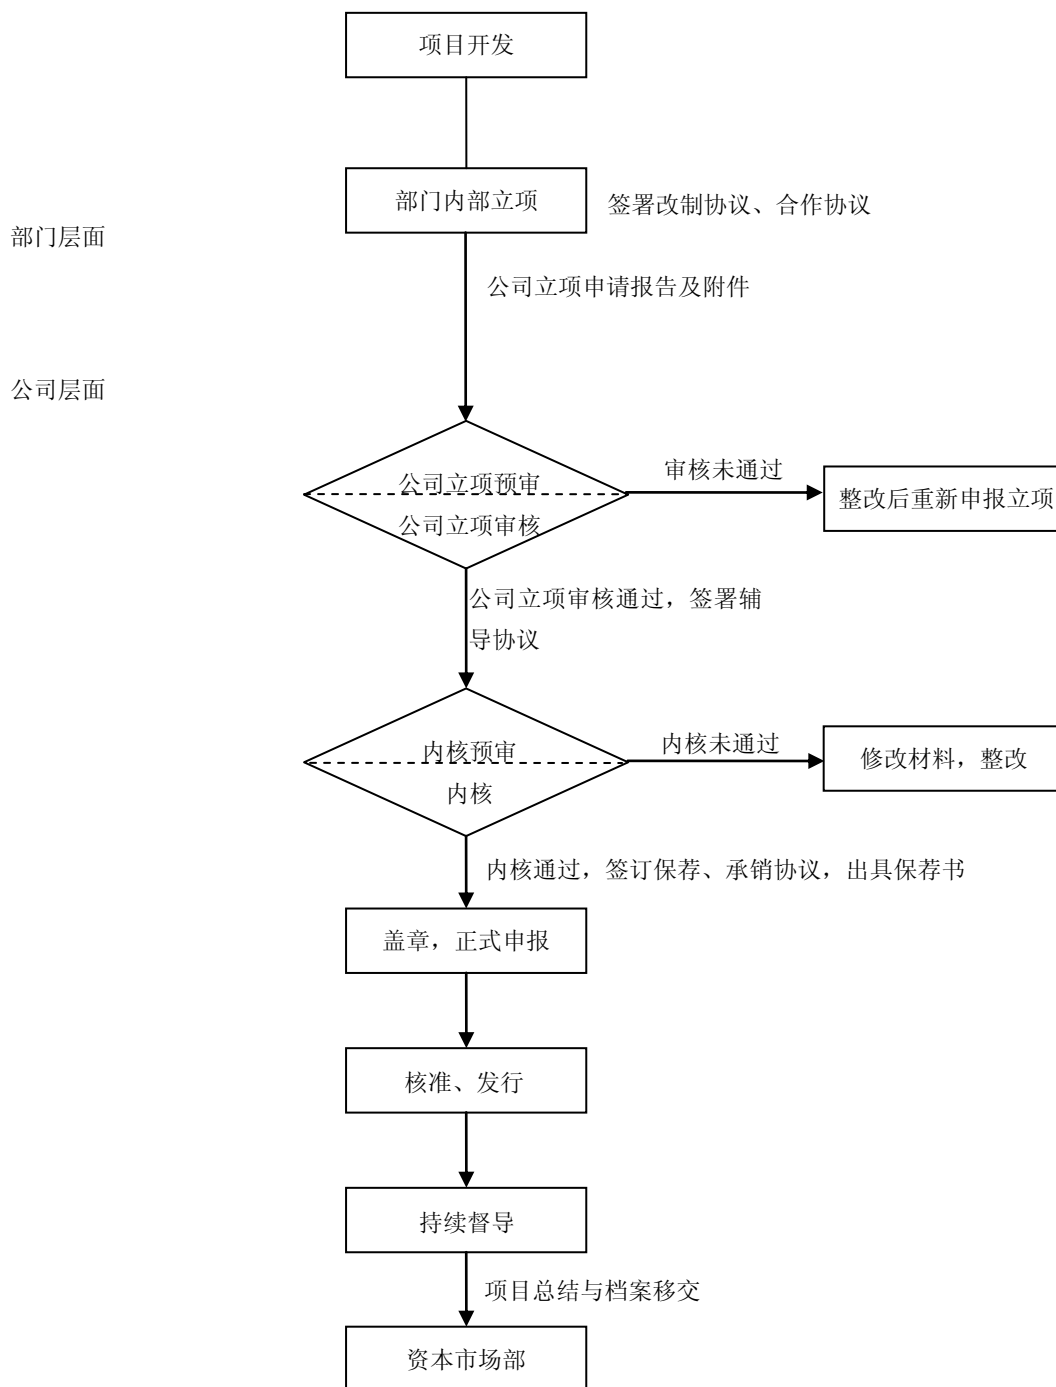 项目开发
部门内部立项
签署改制协议、合作协议
部门层面
公司立项申请报告及附件
公司层面
公司立项预审
审核未通过
整改后重新申报立项
公司立项审核
公司立项审核通过，签署辅
导协议
内核预审
内核未通过
修改材料，整改
内核
内核通过，签订保荐、承销协议，出具保荐书
盖章，正式申报
核准、发行
持续督导
项目总结与档案移交
资本市场部